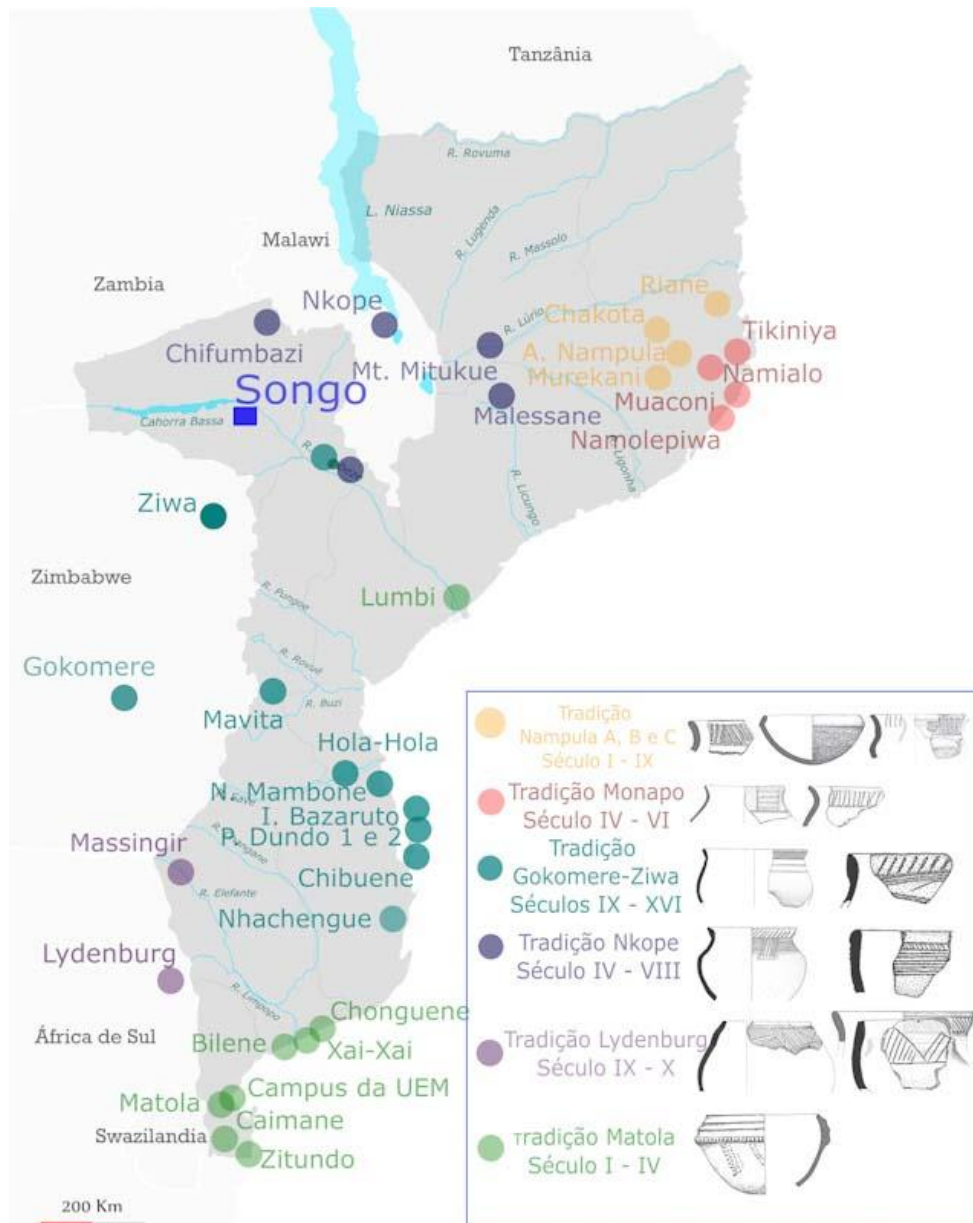 Tanzânia
R. Rovuma
L. Niassa
R. Lugenda
Malawi
R. Massolo
Zambia
Riane
Nkope
R. Lúrio
Chakota
Tikiniya
Chifumbazi
Mt. Mitukue
A. Nampula
Namialo
Songo
Murekani
Muaconi
Malessane
Cahorra Bassa
Namolepiwa
R.
R. Ligonha
R. Licungo
Ziwa
Zimbabwe
Lumbi
R. Pungoe
R. Rovué
Gokomere
R. Buzi
Mavita
Hola-Hola
N. Mambone
I. Bazaruto
P. Dundo 1 e 2
Massingir
Chibuene
R. Elefante
Nhachengue
Lydenburg
R. Limpopo
Chonguene
África de Sul
Bilene
Xai-Xai
Campus da UEM
Matola
Caimane
Swazilandia
Zitundo
200 Km
Tradição
Nampula A, B e C
Século I - IX
Tradição Monapo
Século IV - VI
Tradição
Gokomere-Ziwa
Séculos IX - XVI
Tradição Nkope
Século IV - VIII
Tradição Lydenburg
Século IX - X
Tradição Matola
Século I - IV